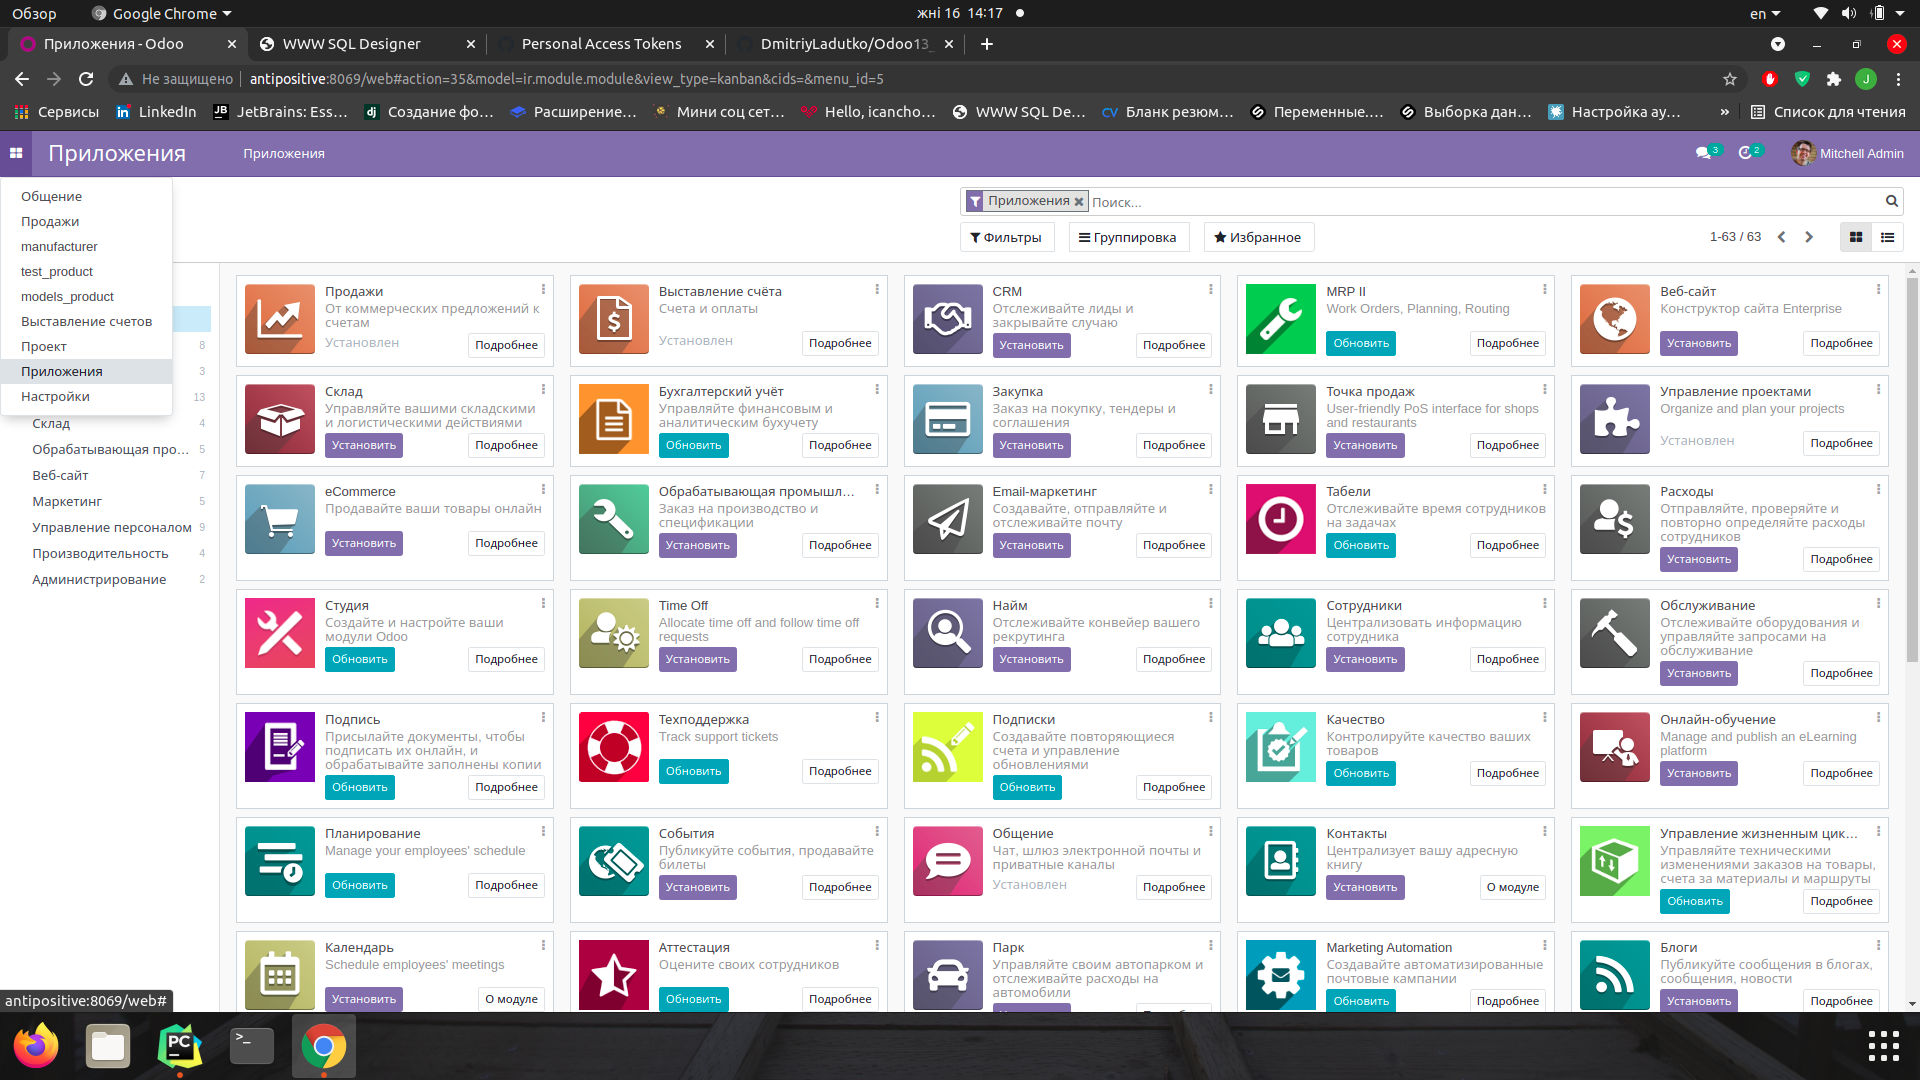 Обзор
Google Chrome
жні 16 14:17
en
Приложения - Odoo
WWW SQL Designer
Personal Access Tokens
DmitriyLadutko/Odoo13_
Не защищено
antipositive:8069/web#action=35&model=ir.module.module&view_type=kanban&cids=&menu_id=5
J
Сервисы
LinkedIn
JetBrains: Ess...
Создание фо...
Расширение...
Мини соц сет...
Hello, icancho...
WWW SQL De...
Бланк резюм...
Переменные....
Выборка дан...
Настройка ау...
»
Список для чтения
Приложения
Приложения
3
2
Mitchell Admin
Общение
Продажи
manufacturer
test_product
models_product
Выставление счетов
Проект
Приложения
Настройки
8
3
13
Склад 4
Обрабатывающая про... 5
Веб-сайт 7
Маркетинг 5
Управление персоналом 9
Производительность 4
Администрирование 2
Приложения
Поиск...
Фильтры
Группировка
Избранное
1-63 / 63
Продажи
От коммерческих предложений к
счетам
Установлен
Подробнее
Выставление счёта
Счета и оплаты
Установлен
Подробнее
CRM
Отслеживайте лиды и
закрывайте случаю
Установить
Подробнее
MRP II
Work Orders, Planning, Routing
Обновить
Подробнее
Веб-сайт
Конструктор сайта Enterprise
Установить
Подробнее
Склад
Управляйте вашими складскими
и логистическими действиями
Установить
Подробнее
Бухгалтерский учёт
Управляйте финансовым и
аналитическим бухучету
Обновить
Подробнее
Закупка
Заказ на покупку, тендеры и
соглашения
Установить
Подробнее
Точка продаж
User-friendly PoS interface for shops
and restaurants
Установить
Подробнее
Управление проектами
Organize and plan your projects
Установлен
Подробнее
eCommerce
Продавайте ваши товары онлайн
Установить
Подробнее
Обрабатывающая промышл...
Заказ на производство и
спецификации
Установить
Подробнее
Email-маркетинг
Создавайте, отправляйте и
отслеживайте почту
Установить
Подробнее
Табели
Отслеживайте время сотрудников
на задачах
Обновить
Подробнее
Расходы
Отправляйте, проверяйте и
повторно определяйте расходы
сотрудников
Установить
Подробнее
Студия
Создайте и настройте ваши
модули Odoo
Обновить
Подробнее
Time Off
Allocate time off and follow time off
requests
Установить
Подробнее
Найм
Отслеживайте конвейер вашего
рекрутинга
Установить
Подробнее
Сотрудники
Централизовать информацию
сотрудника
Установить
Подробнее
Обслуживание
Отслеживайте оборудования и
управляйте запросами на
обслуживание
Установить
Подробнее
Подпись
Присылайте документы, чтобы
подписать их онлайн, и
обрабатывайте заполнены копии
Обновить
Подробнее
Техподдержка
Track support tickets
Обновить
Подробнее
Подписки
Создавайте повторяющиеся
счета и управление
обновлениями
Обновить
Подробнее
Качество
Контролируйте качество ваших
товаров
Обновить
Подробнее
Онлайн-обучение
Manage and publish an eLearning
platform
Установить
Подробнее
Планирование
Manage your employees' schedule
Обновить
Подробнее
События
Публикуйте события, продавайте
билеты
Установить
Подробнее
Общение
Чат, шлюз электронной почты и
приватные каналы
Установлен
Подробнее
Контакты
Централизует вашу адресную
книгу
Установить
О модуле
Управление жизненным цик...
Управляйте техническими
изменениями заказов на товары,
счета за материалы и маршруты
Обновить
Подробнее
Календарь
Schedule employees' meetings
Установить
О модуле
Аттестация
Оцените своих сотрудников
Обновить
Подробнее
Парк
Управляйте своим автопарком и
отслеживайте расходы на
автомобили
Marketing Automation
Создавайте автоматизированные
почтовые кампании
Обновить
Подробнее
Блоги
Публикуйте сообщения в блогах,
сообщения, новости
Установить
Подробнее
antipositive:8069/web#